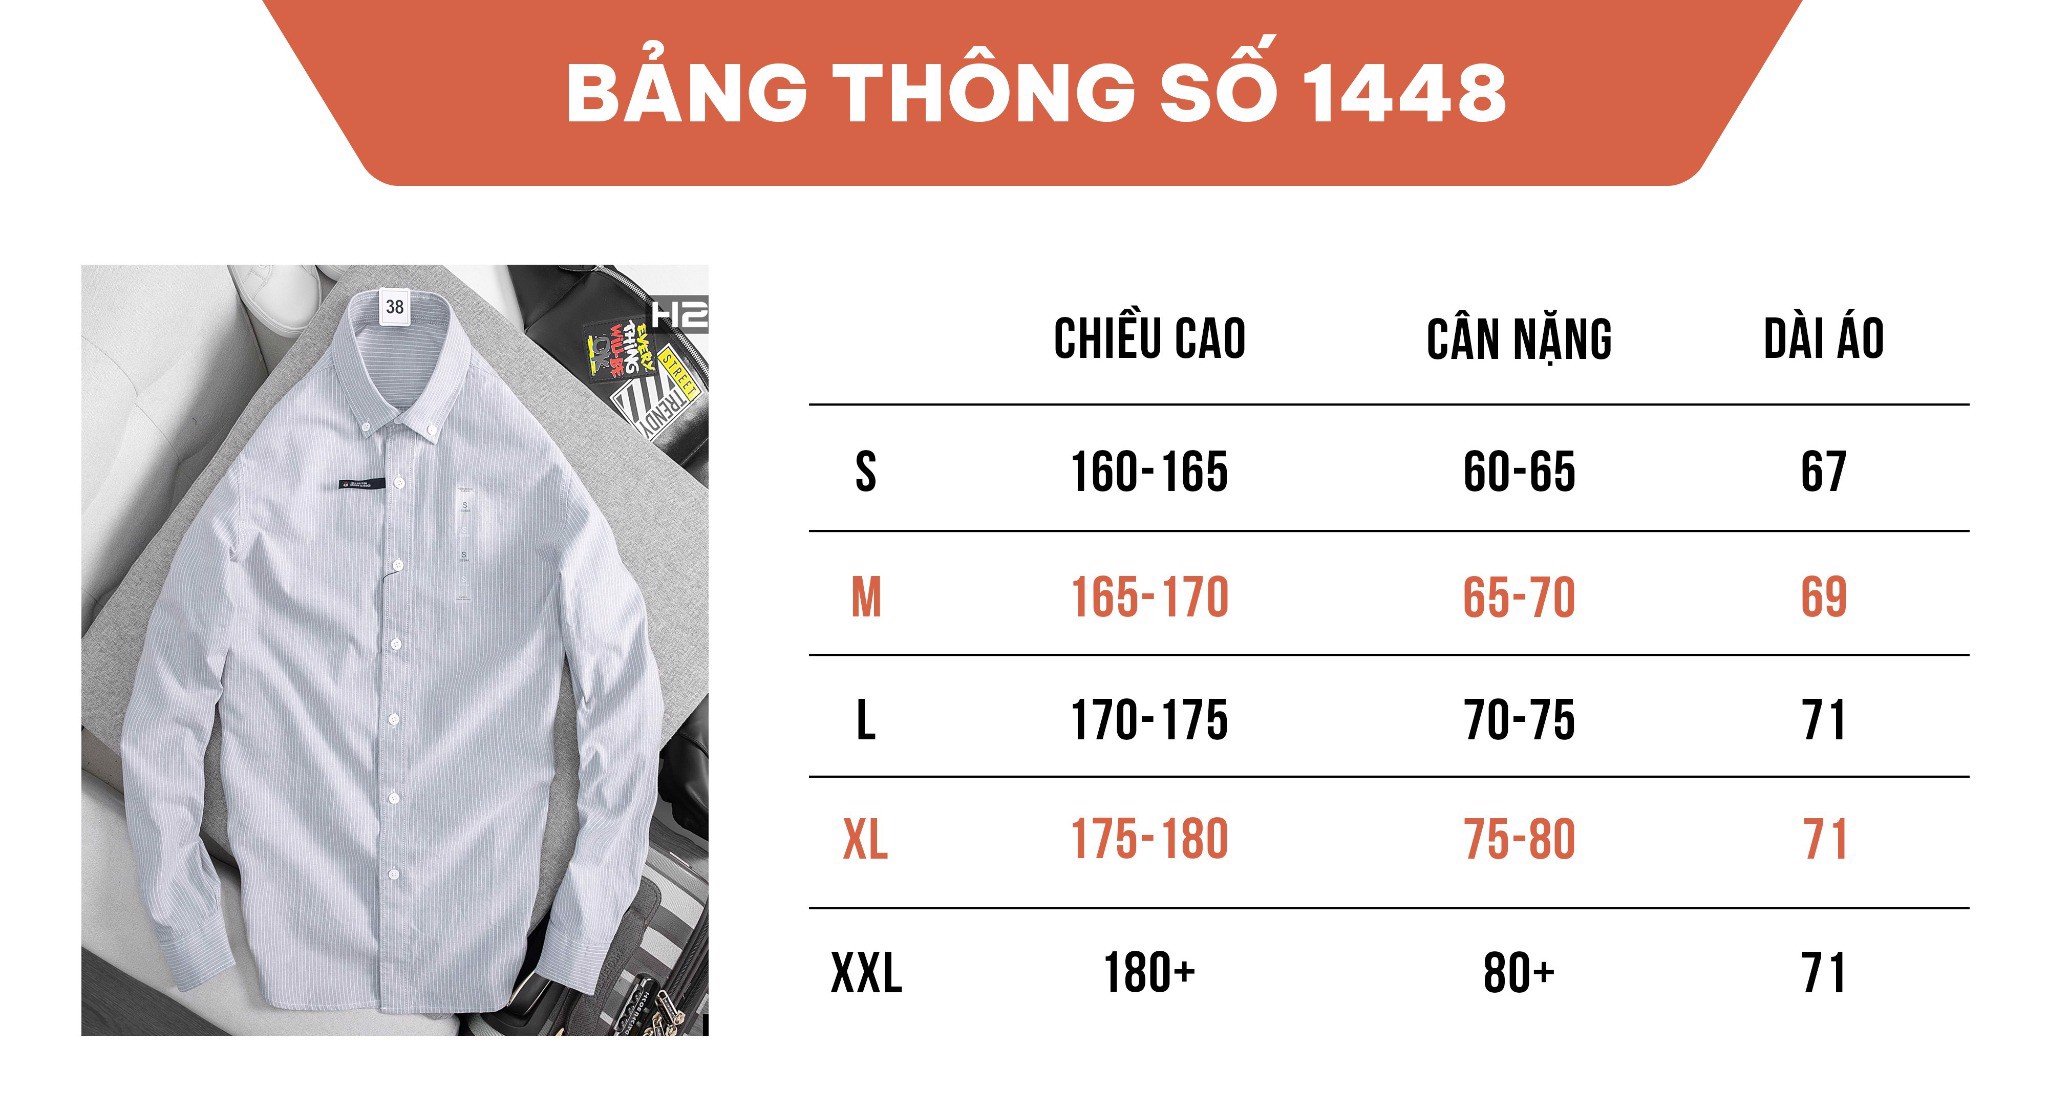 BẢNG THÔNG SỐ 1448
38
H2
EVERY
THING
WILL BE
OK
STREET
TRENDY
S
S
CHIỀU CAO CÂN NẶNG DÀI ÁO
S 160-165 60-65 67
M 165-170 65-70 69
L 170-175 70-75 71
XL 175-180 75-80 71
XXL 180+ 80+ 71